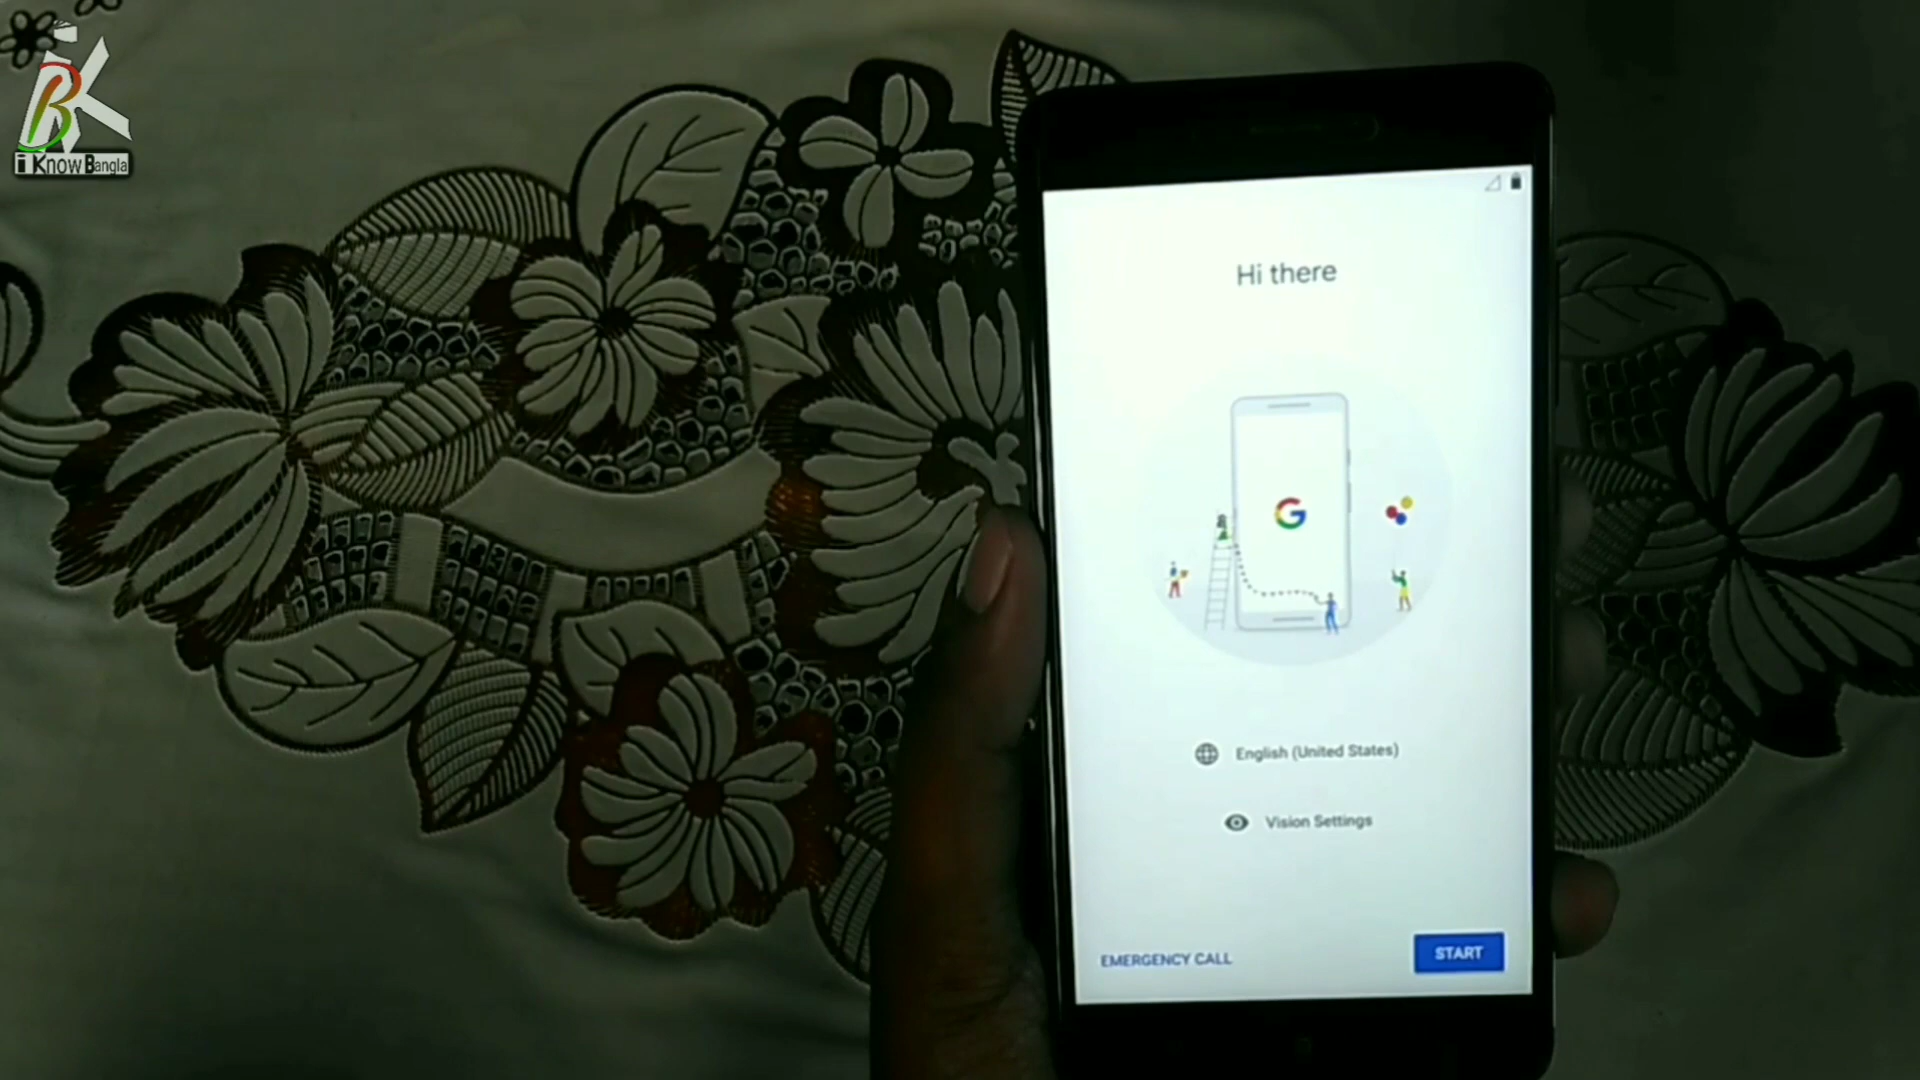 i Know Bangla
Hi there
G
English (United States)
Vision Settings
EMERGENCY CALL
START